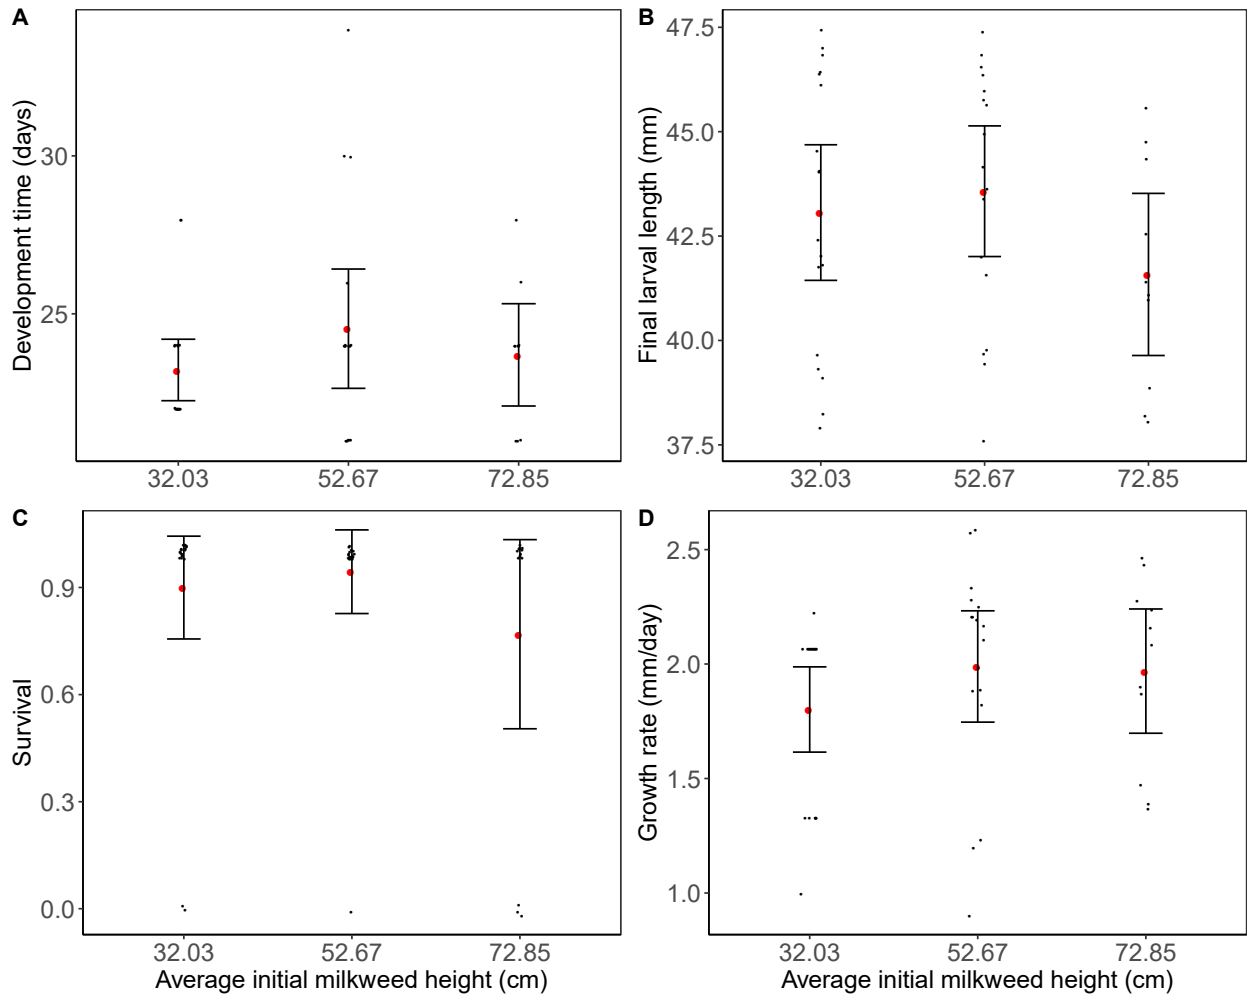 A
Development time (days)
30
25
32.03 52.67 72.85
B
Final larval length (mm)
47.5
45.0
42.5
40.0
37.5
32.03 52.67 72.85
C
Survival
0.9
0.6
0.3
0.0
32.03 52.67 72.85
Average initial milkweed height (cm)
D
Growth rate (mm/day)
2.5
2.0
1.5
1.0
32.03 52.67 72.85
Average initial milkweed height (cm)